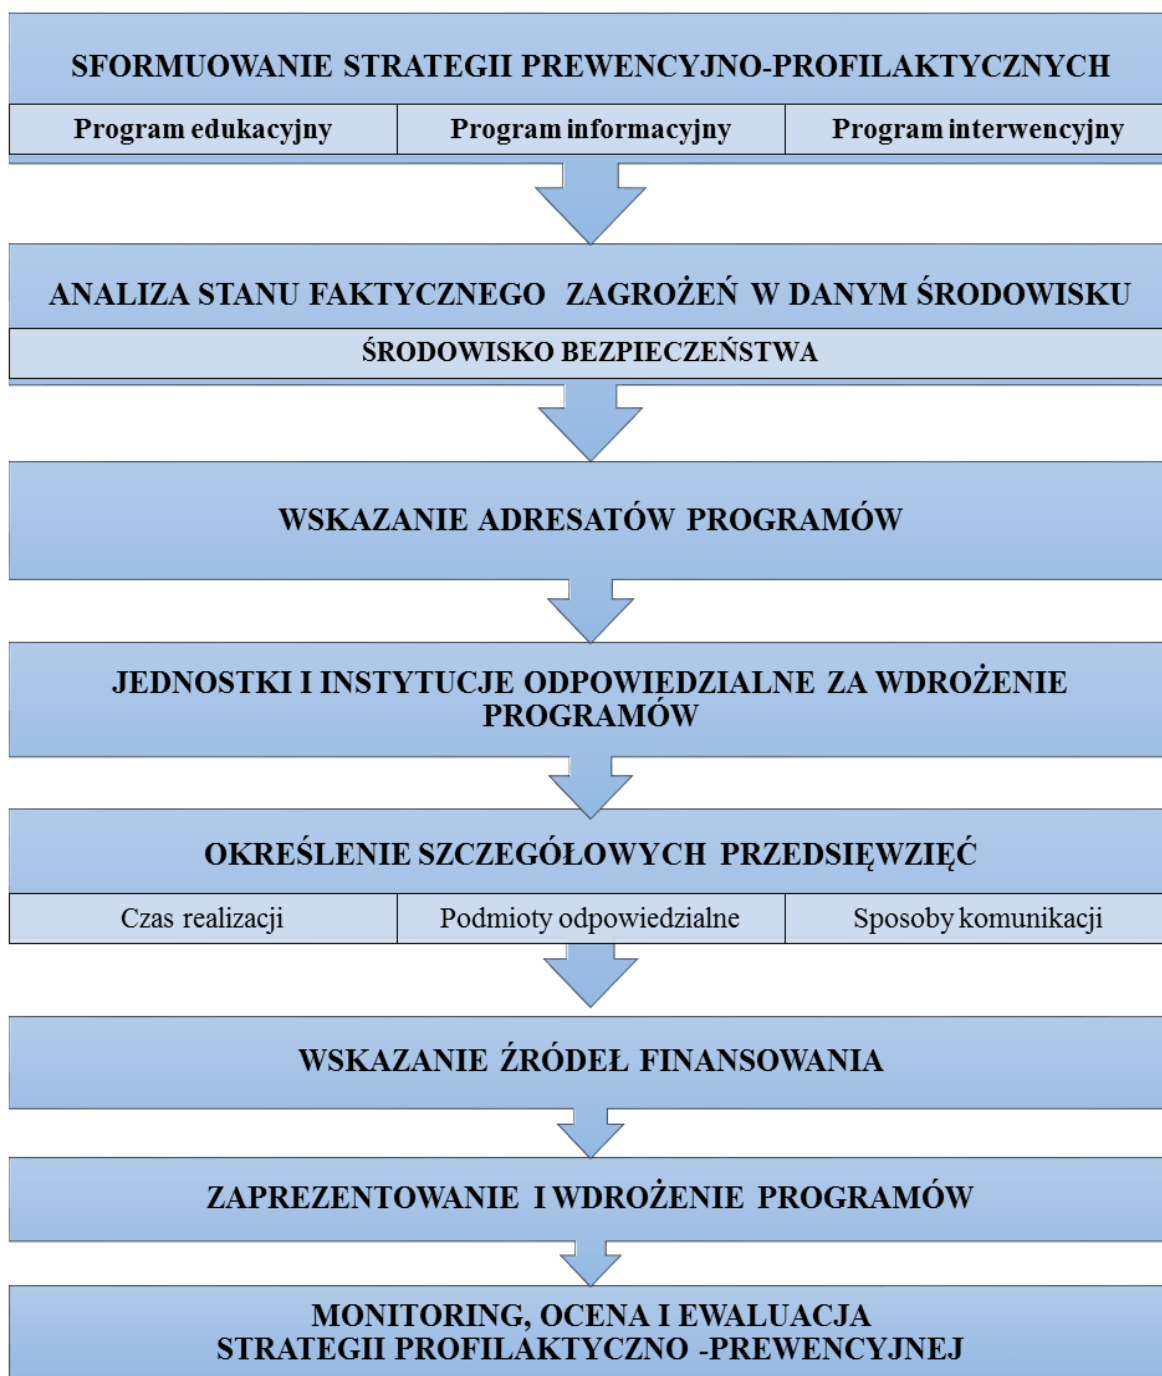 SFORMUOWANIE STRATEGII PREWENCYJNO-PROFILAKTYCZNYCH
Program edukacyjny Program informacyjny Program interwencyjny
ANALIZA STANU FAKTYCZNEGO ZAGROŻEŃ W DANYM ŚRODOWISKU
ŚRODOWISKO BEZPIECZEŃSTWA
WSKAZANIE ADRESATÓW PROGRAMÓW
JEDNOSTKI I INSTYTUCJE ODPOWIEDZIALNE ZA WDROŻENIE
PROGRAMÓW
OKREŚLENIE SZCZEGÓŁOWYCH PRZEDSIĘWZIĘĆ
Czas realizacji Podmioty odpowiedzialne Sposoby komunikacji
WSKAZANIE ŹRÓDEŁ FINANSOWANIA
ZAPREZENTOWANIE I WDROŻENIE PROGRAMÓW
MONITORING, OCENA I EWALUACJA
STRATEGII PROFILAKTYCZNO -PREWENCYJNEJ